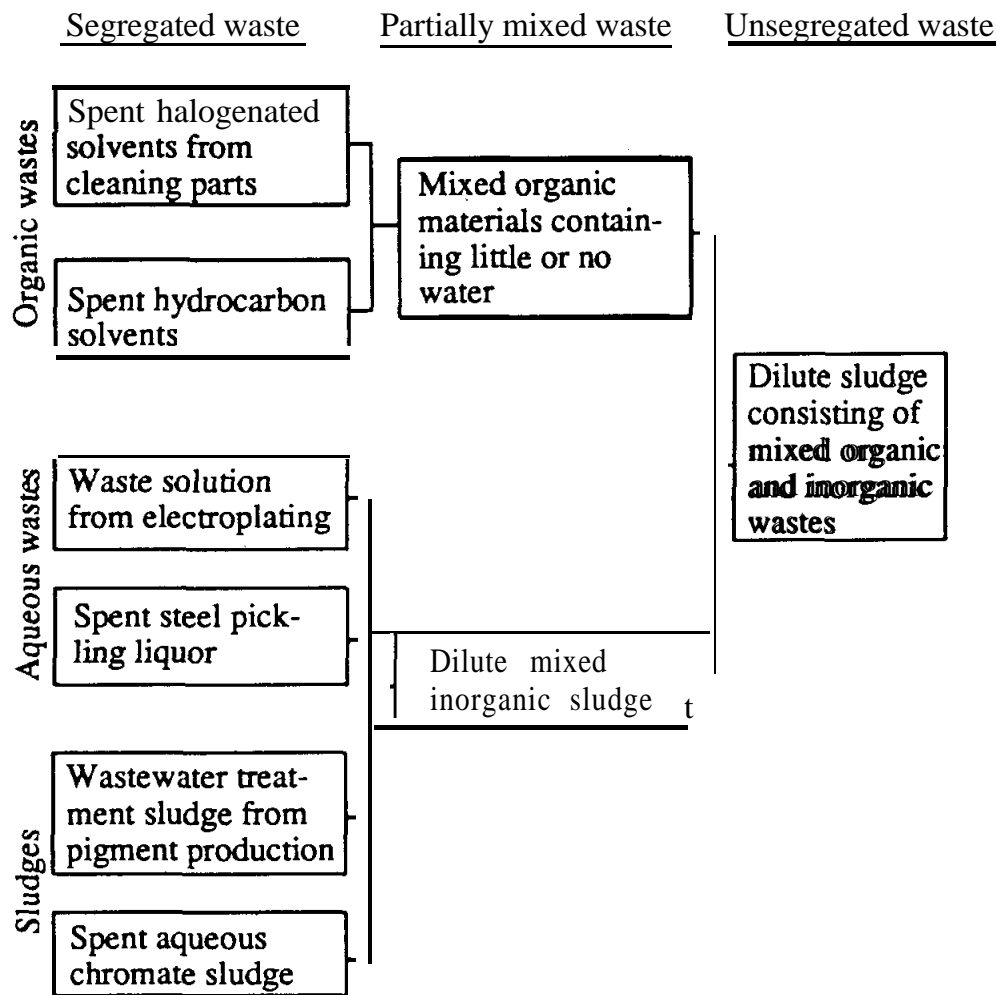 Segregated waste
Partially mixed waste
Unsegregated waste
Organic wastes
Spent halogenated
solvents from
cleaning parts
Spent hydrocarbon
solvents
Mixed organic
materials contain-
ing little or no
water
Dilute sludge
consisting of
mixed organic
and inorganic
wastes
Aqueous wastes
Waste solution
from electroplating
Spent steel pick-
ling liquor
Dilute mixed
inorganic sludge t
Sludges
Wastewater treat-
ment sludge from
pigment production
Spent aqueous
chromate sludge